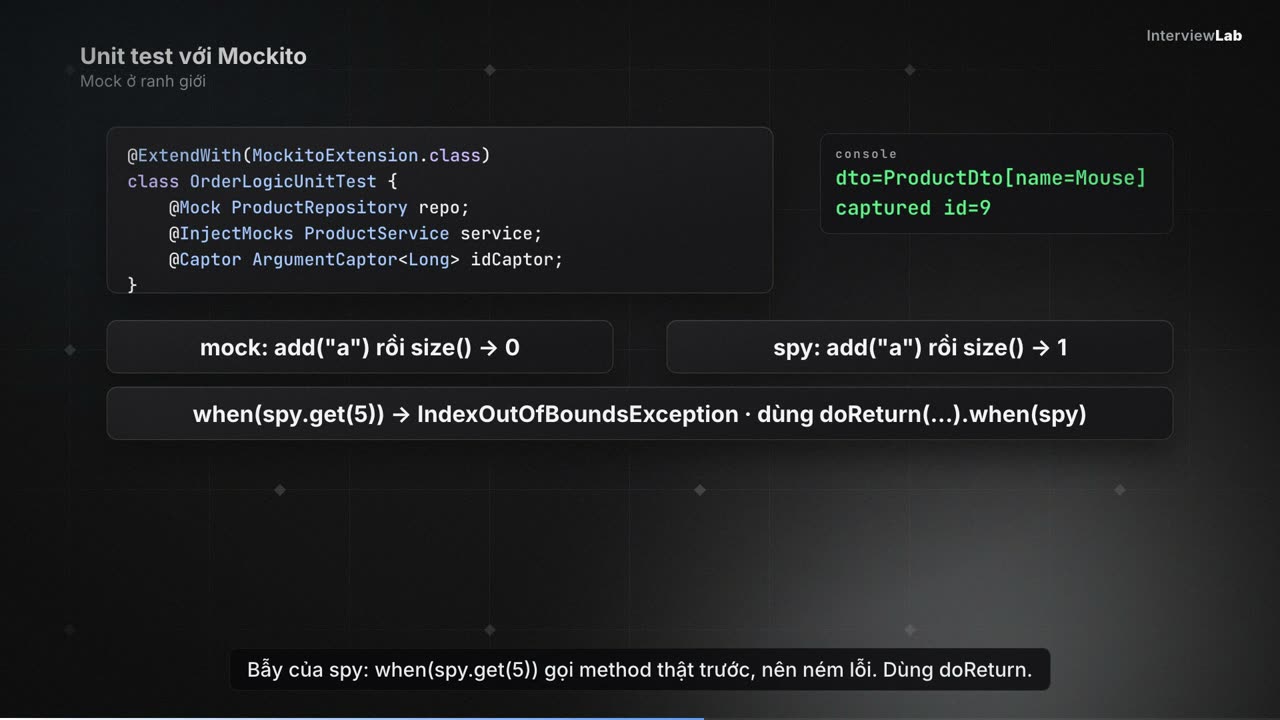 InterviewLab
Unit test với Mockito
Mock ở ranh giới
@ExtendWith(MockitoExtension.class)
class OrderLogicUnitTest {
    @Mock ProductRepository repo;
    @InjectMocks ProductService service;
    @Captor ArgumentCaptor<Long> idCaptor;
}
console
dto=ProductDto[name=Mouse]
captured id=9
mock: add("a") rồi size() → 0
spy: add("a") rồi size() → 1
when(spy.get(5)) → IndexOutOfBoundsException · dùng doReturn(...).when(spy)
Bẫy của spy: when(spy.get(5)) gọi method thật trước, nên ném lỗi. Dùng doReturn.